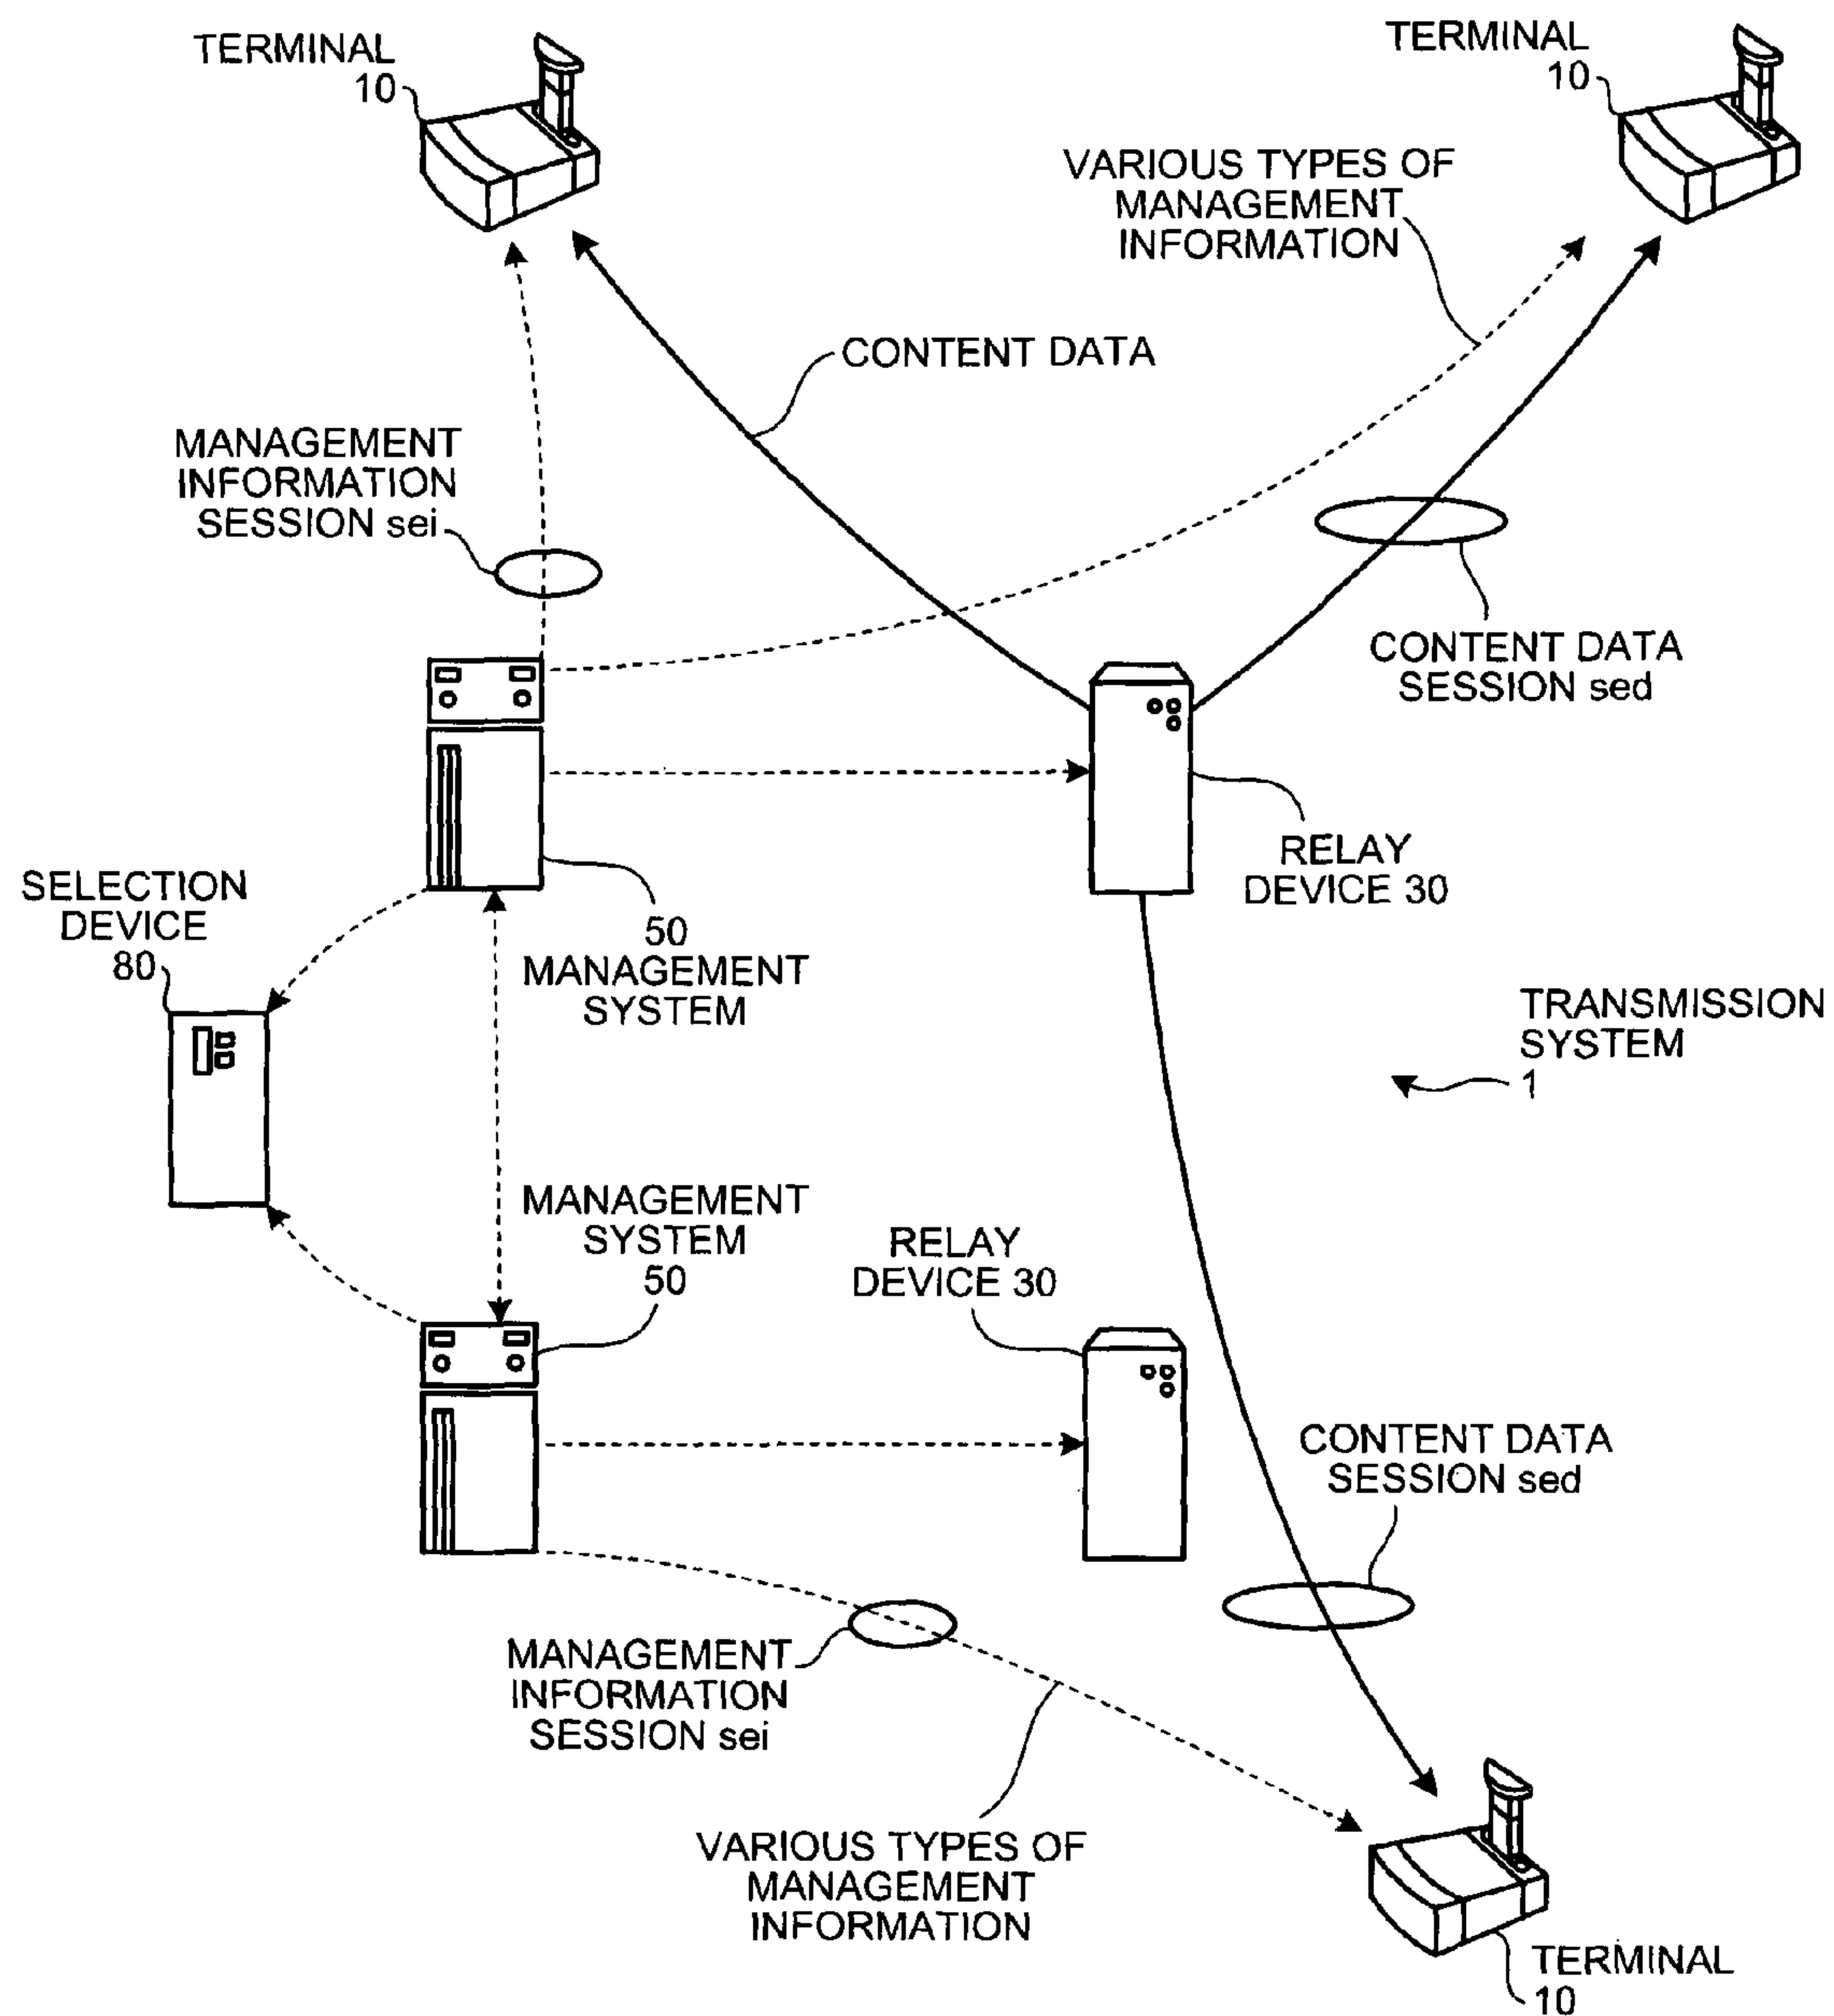 TERMINAL
10
TERMINAL
10
VARIOUS TYPES OF
MANAGEMENT
INFORMATION
CONTENT DATA
MANAGEMENT
INFORMATION
SESSION sei
CONTENT DATA
SESSION sed
RELAY
DEVICE 30
SELECTION
DEVICE
80
50
MANAGEMENT
SYSTEM
TRANSMISSION
SYSTEM
1
MANAGEMENT
SYSTEM
50
RELAY
DEVICE 30
CONTENT DATA
SESSION sed
MANAGEMENT
INFORMATION
SESSION sei
VARIOUS TYPES OF
MANAGEMENT
INFORMATION
TERMINAL
10